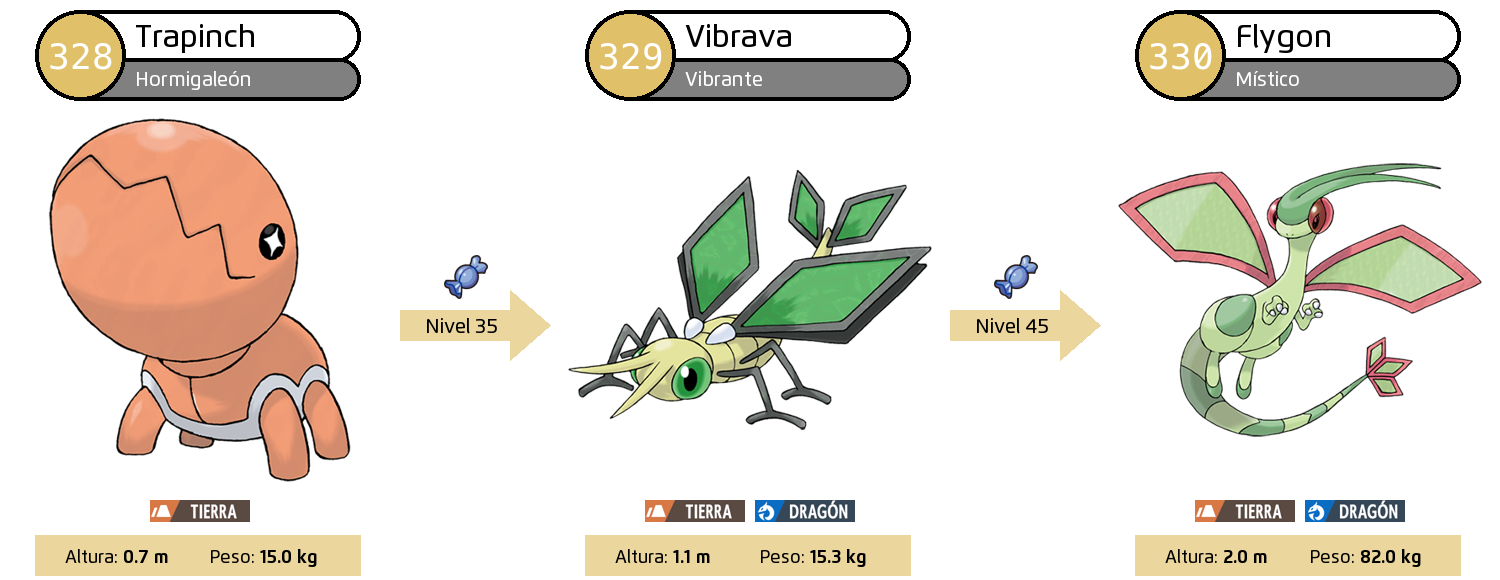 328 Trapinch
Hormigaleón
329 Vibrava
Vibrante
330 Flygon
Místico
Nivel 35
Nivel 45
TIERRA
TIERRA DRAGÓN
TIERRA DRAGÓN
Altura: 0.7 m Peso: 15.0 kg
Altura: 1.1 m Peso: 15.3 kg
Altura: 2.0 m Peso: 82.0 kg